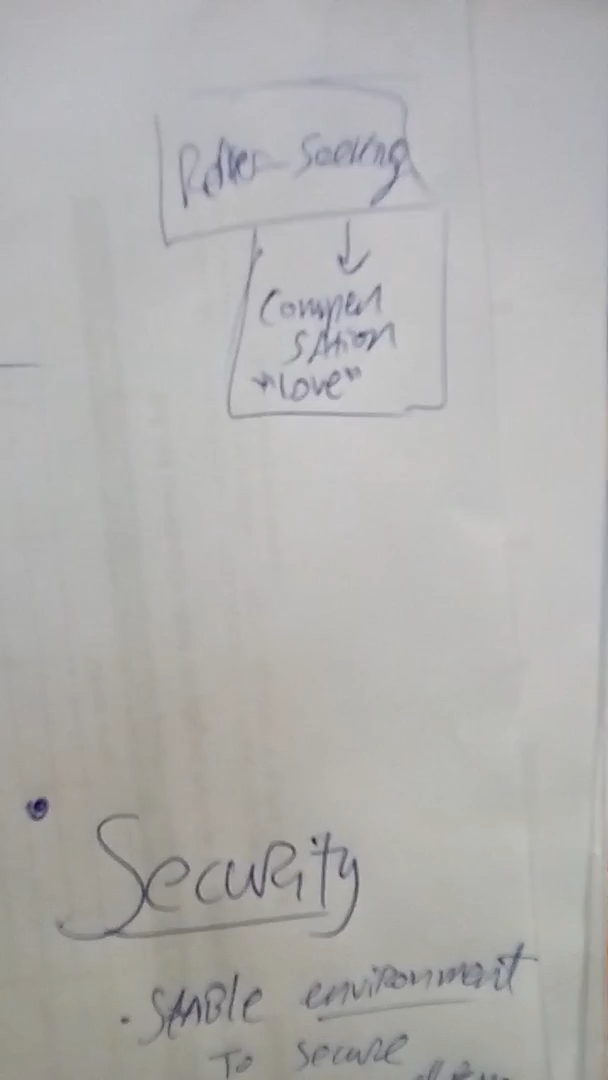 Seeking
Compen
sation
"love"
Security
. Stable environment
To secure